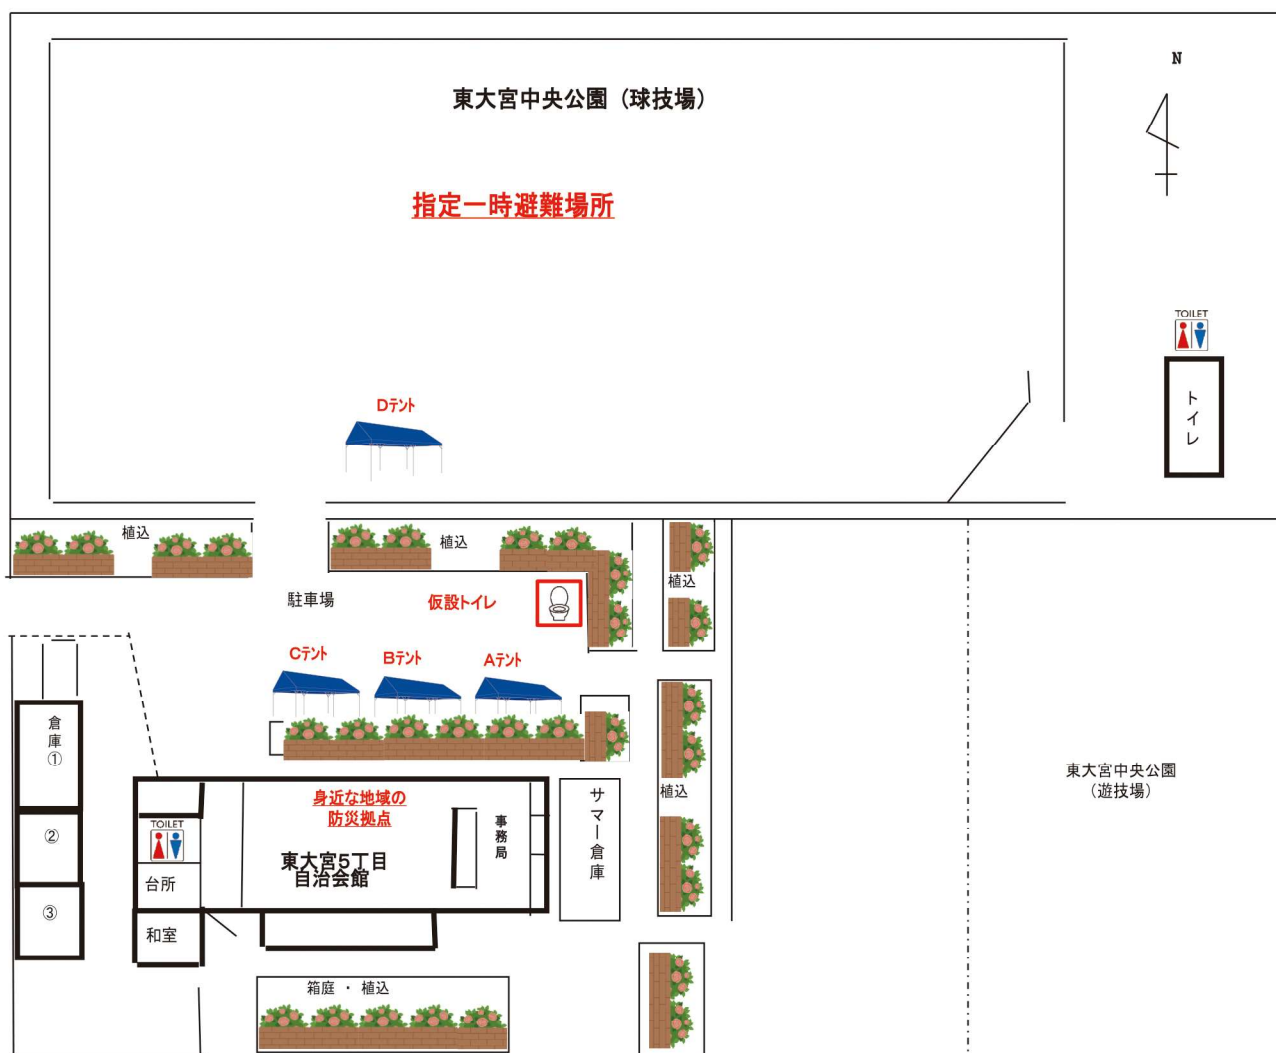 東大宮中央公園（球技場）
N
指定一時避難場所
TOILET
トイレ
Dテント
植込
植込
植込
駐車場
仮設トイレ
Cテント
Bテント
Aテント
倉庫①
②
③
身近な地域の
防災拠点
TOILET
東大宮5丁目
自治会館
事務局
サマー倉庫
植込
台所
和室
東大宮中央公園
（遊技場）
箱庭 ・ 植込